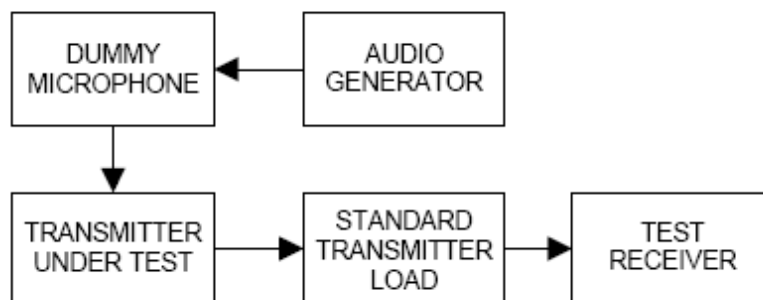 DUMMY
MICROPHONE
AUDIO
GENERATOR
TRANSMITTER
UNDER TEST
STANDARD
TRANSMITTER
LOAD
TEST
RECEIVER